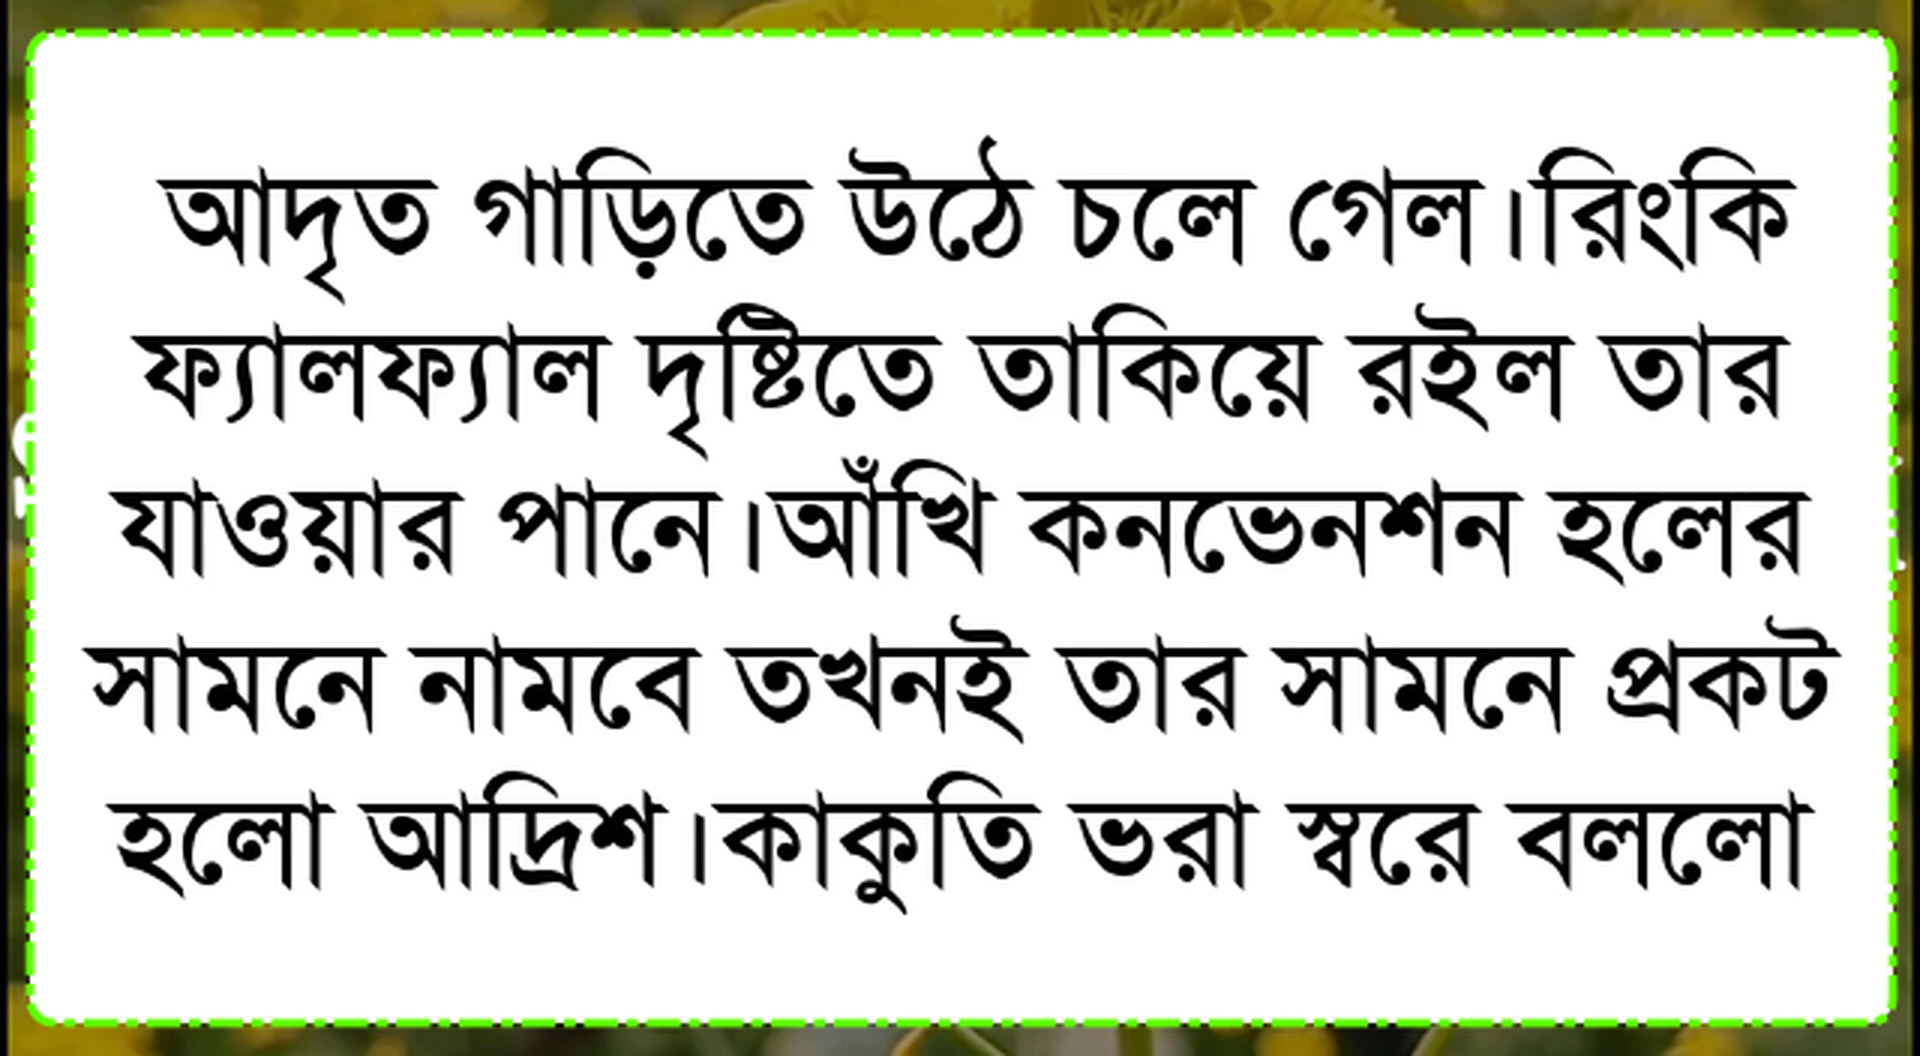 আদৃত গাড়িতে উঠে চলে গেল।রিংকি
ফ্যালফ্যাল দৃষ্টিতে তাকিয়ে রইল তার
যাওয়ার পানে।আঁখি কনভেনশন হলের
সামনে নামবে তখনই তার সামনে প্রকট
হলো আদ্রিশ।কাকুতি ভরা স্বরে বললো